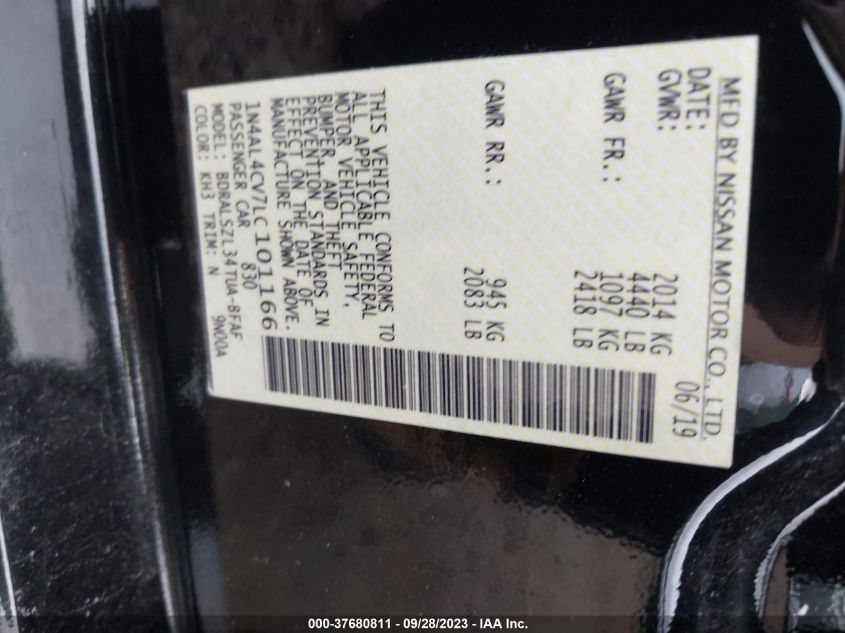 MFD BY NISSAN MOTOR CO., LTD.
DATE: 06/19
GVWR: 2014 KG
4440 LB
GAWR FR.: 1097 KG
2418 LB
GAWR RR.: 945 KG
2083 LB
THIS VEHICLE CONFORMS TO
ALL APPLICABLE FEDERAL
MOTOR VEHICLE SAFETY,
BUMPER, AND THEFT
PREVENTION STANDARDS IN
EFFECT ON THE DATE OF
MANUFACTURE SHOWN ABOVE.
1N4AL4CV7LC101166
PASSENGER CAR 830
MODEL: BDRALSZL34TUA-BFAF
COLOR: KH3 TRIM: N 9N00A
000-37680811 - 09/28/2023 - IAA Inc.